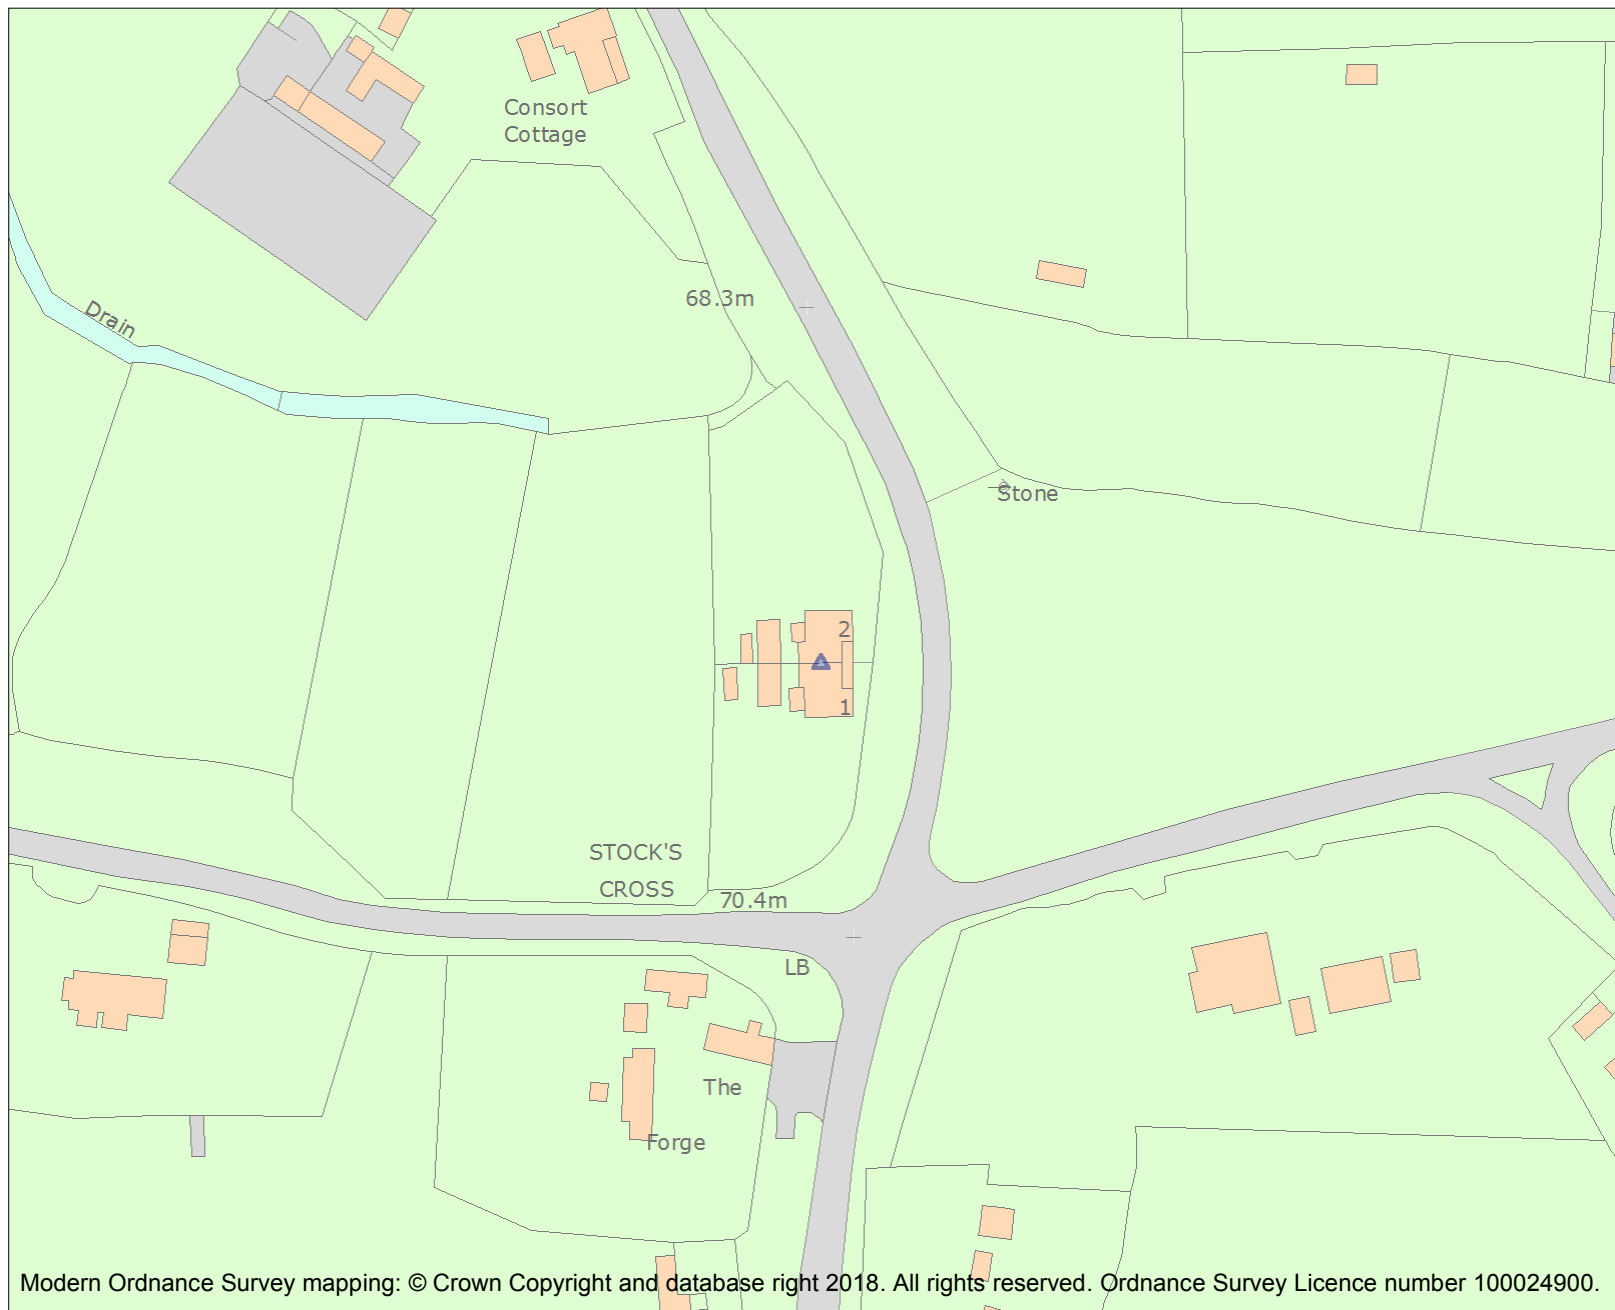 Consort
Cottage
68.3m
Drain
Stone
2
1
STOCK'S
CROSS
70.4m
LB
The
Forge
Modern Ordnance Survey mapping: © Crown Copyright and database right 2018. All rights reserved. Ordnance Survey Licence number 100024900.